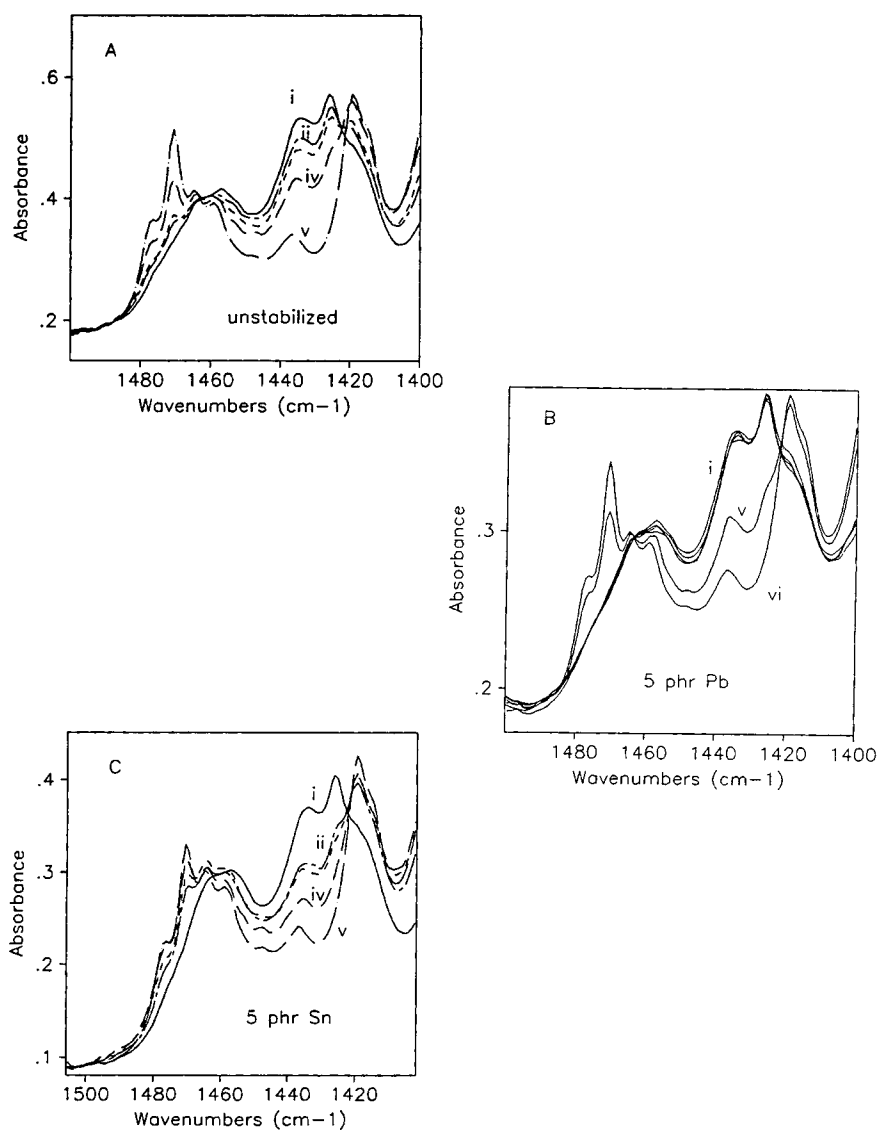 A
.6
.4
.2
Absorbance
i
ii
iv
v
unstabilized
1480 1460 1440 1420 1400
Wavenumbers (cm-1)
B
.3
.2
Absorbance
i
v
vi
5 phr Pb
1480 1460 1440 1420 1400
Wavenumbers (cm-1)
C
.4
.3
.2
.1
Absorbance
i
ii
iv
v
5 phr Sn
1500 1480 1460 1440 1420
Wavenumbers (cm-1)